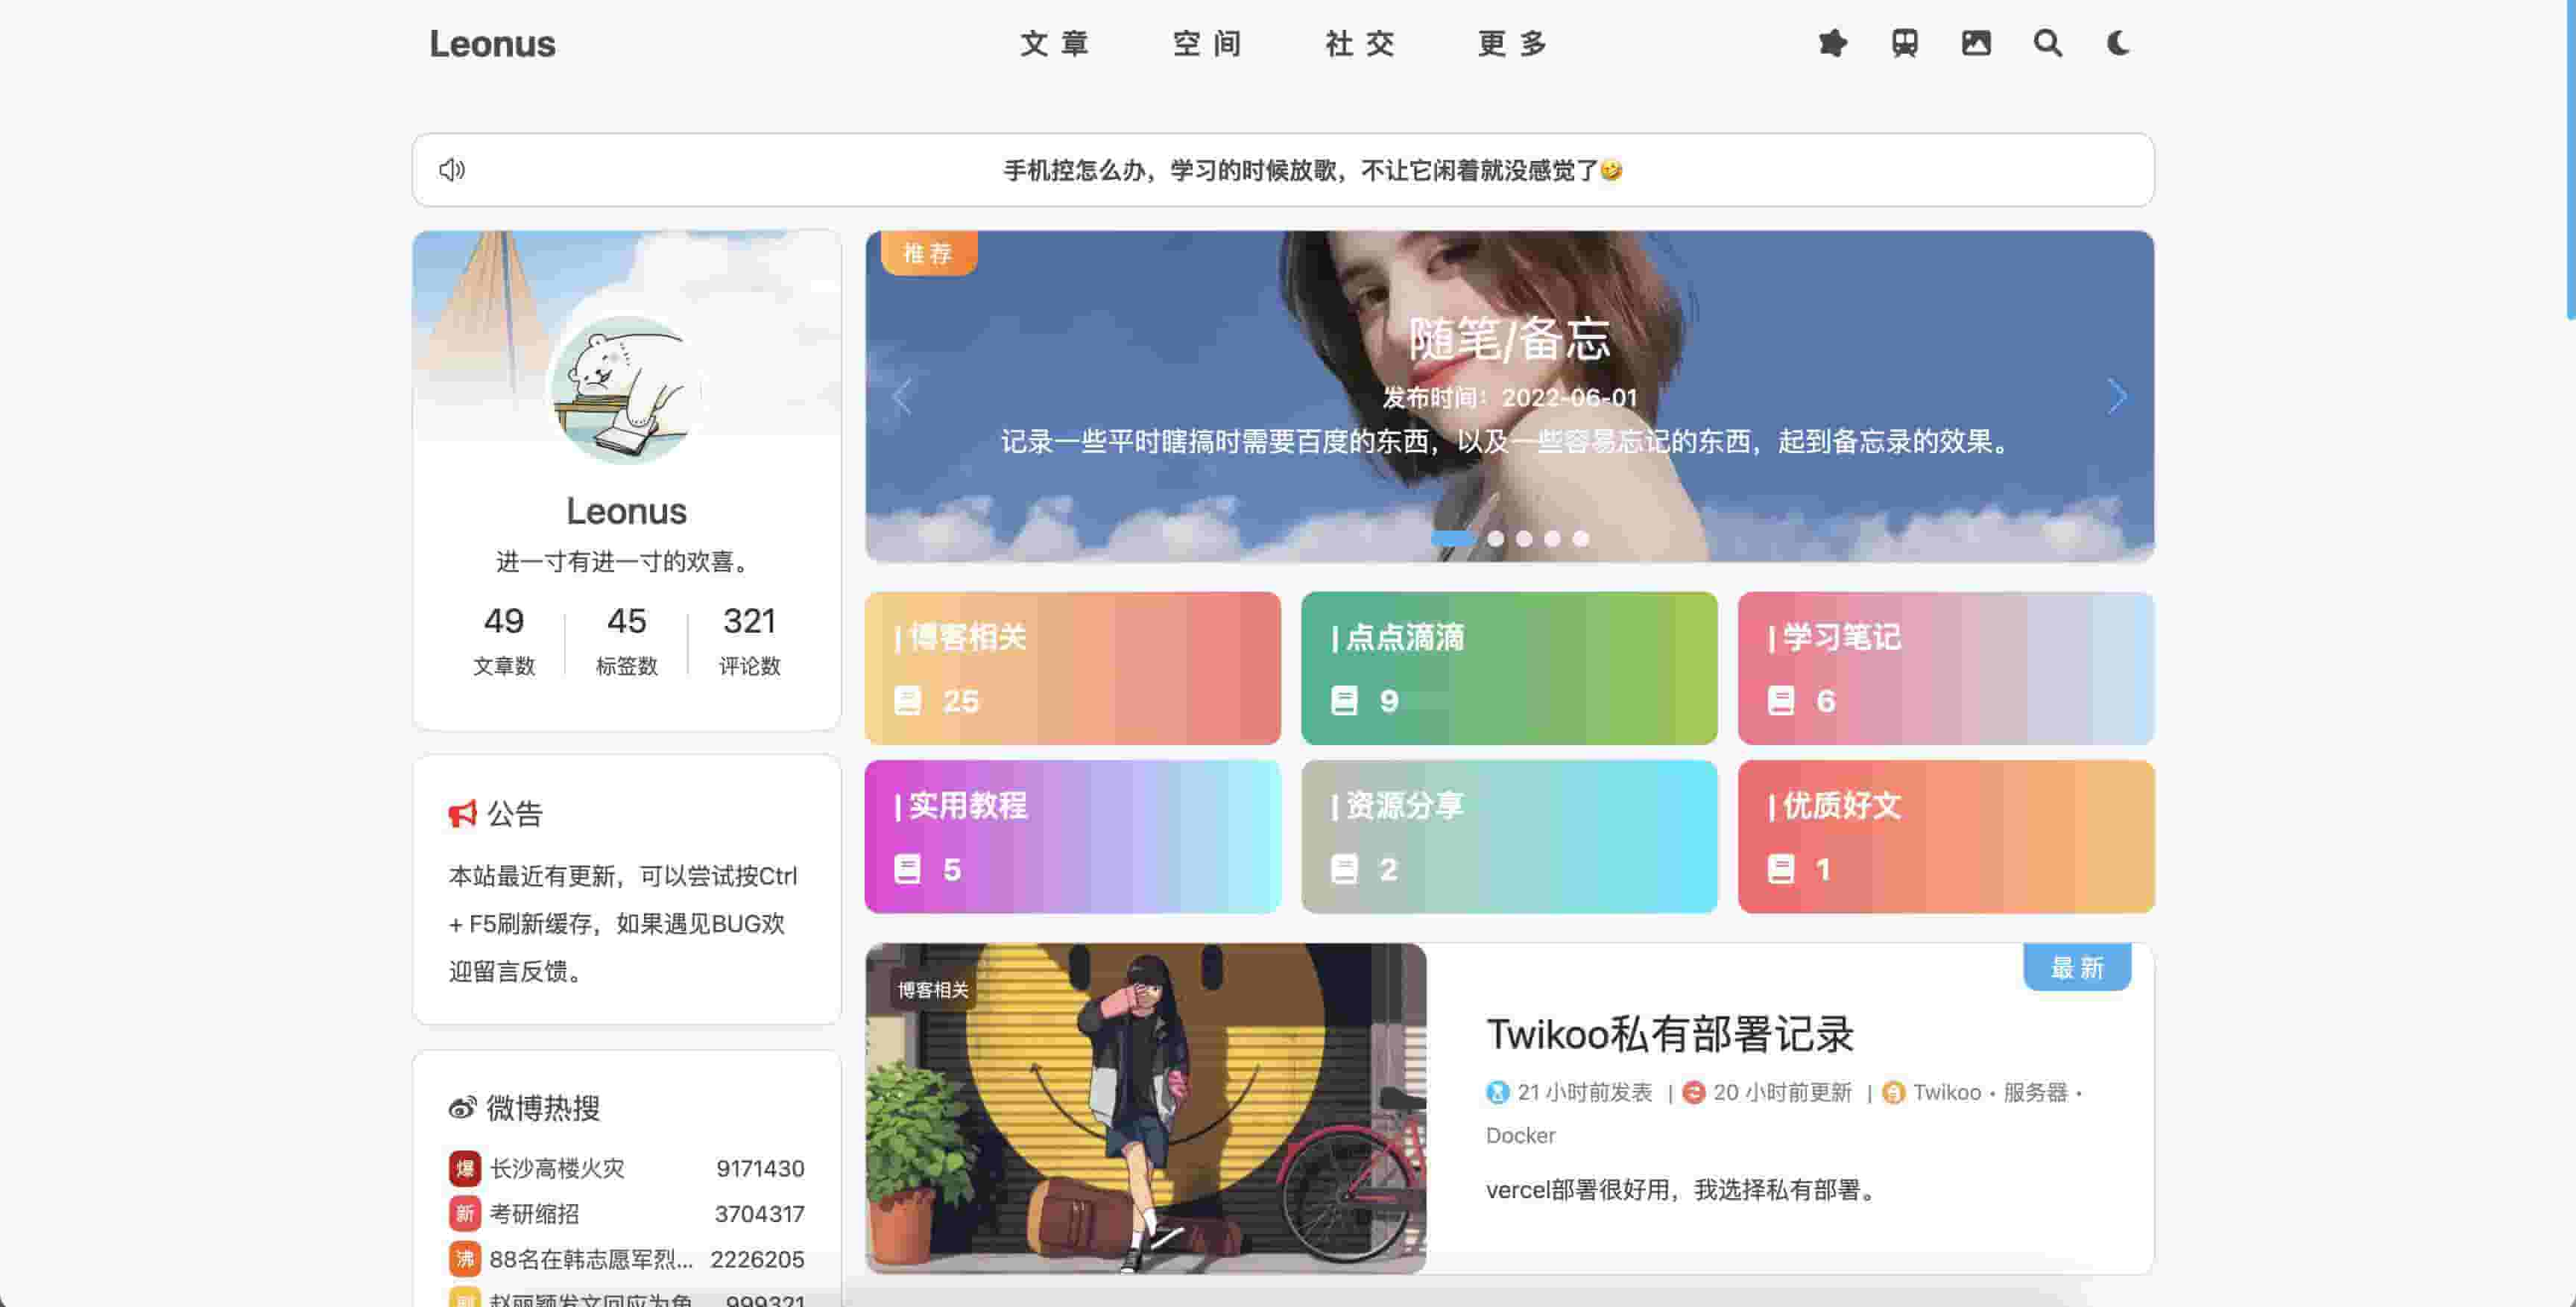 Leonus
文章 空间 社交 更多
手机控怎么办，学习的时候放歌，不让它闲着就没感觉了🤣
Leonus
进一寸有进一寸的欢喜。
49 45 321
文章数 标签数 评论数
公告
本站最近有更新，可以尝试按Ctrl
+ F5刷新缓存，如果遇见BUG欢
迎留言反馈。
微博热搜
爆 长沙高楼火灾 9171430
新 考研缩招 3704317
沸 88名在韩志愿军烈... 2226205
赵丽颖发文回应为角 999321
推荐
随笔/备忘
发布时间：2022-06-01
记录一些平时瞎搞时需要百度的东西，以及一些容易忘记的东西，起到备忘录的效果。
| 博客相关
25
| 点点滴滴
9
| 学习笔记
6
| 实用教程
5
| 资源分享
2
| 优质好文
1
博客相关
最新
Twikoo私有部署记录
21 小时前发表 | 20 小时前更新 | Twikoo • 服务器 •
Docker
vercel部署很好用，我选择私有部署。